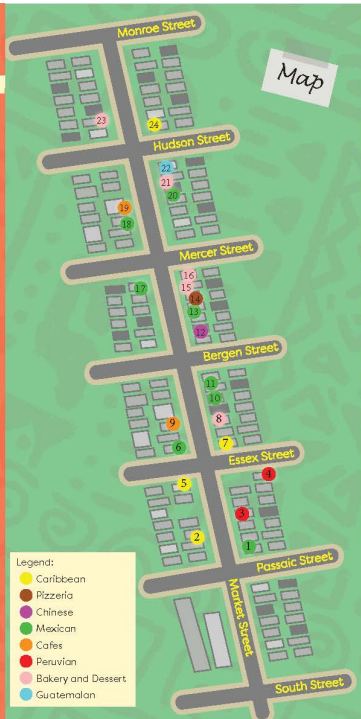 Monroe Street
Map
23
24
Hudson Street
22
21
20
19
18
Mercer Street
16
15
14
13
12
17
Bergen Street
11
10
9
8
7
6
Essex Street
5
4
3
2
1
Passaic Street
Market Street
South Street
Legend:
Caribbean
Pizzeria
Chinese
Mexican
Cafes
Peruvian
Bakery and Dessert
Guatemalan